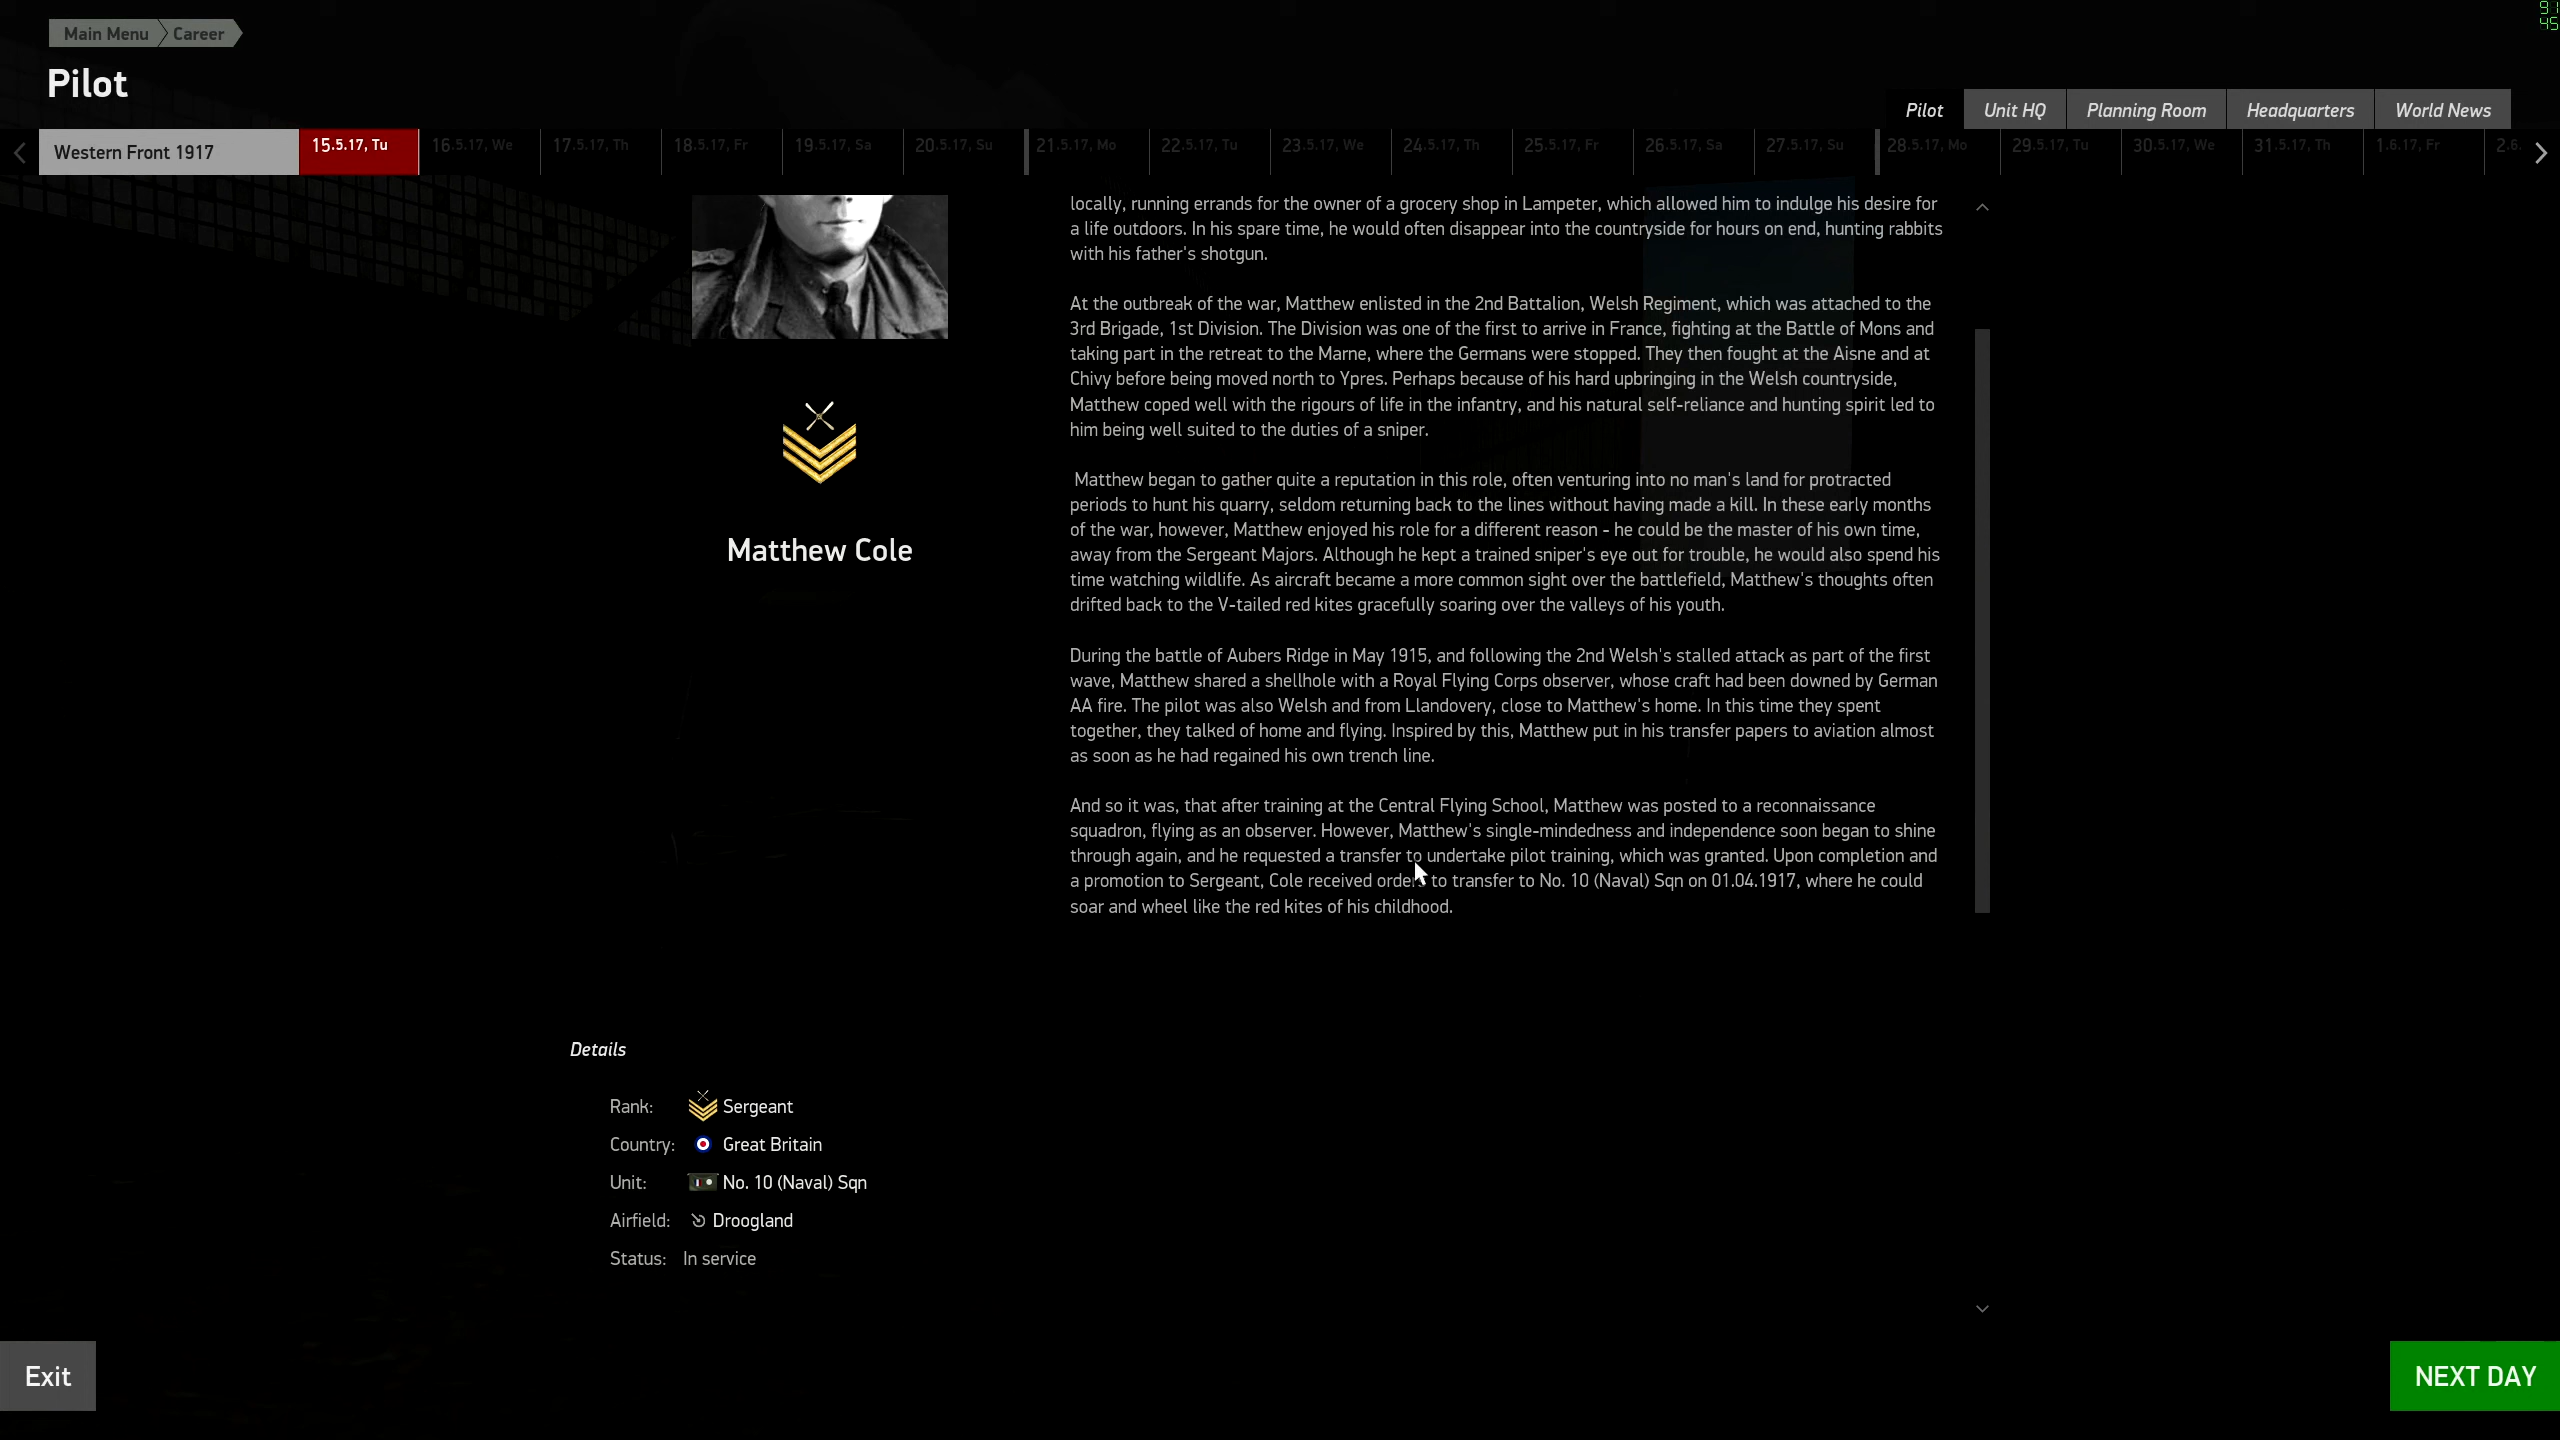 Main Menu Career
91
45
Pilot
Pilot Unit HQ Planning Room Headquarters World News
Western Front 1917 15.5.17, Tu 16.5.17, We 17.5.17, Th 18.5.17, Fr 19.5.17, Sa 20.5.17, Su 21.5.17, Mo 22.5.17, Tu 23.5.17, We 24.5.17, Th 25.5.17, Fr 26.5.17, Sa 27.5.17, Su 28.5.17, Mo 29.5.17, Tu 30.5.17, We 31.5.17, Th 1.6.17, Fr 2.6.
locally, running errands for the owner of a grocery shop in Lampeter, which allowed him to indulge his desire for
a life outdoors. In his spare time, he would often disappear into the countryside for hours on end, hunting rabbits
with his father's shotgun.
At the outbreak of the war, Matthew enlisted in the 2nd Battalion, Welsh Regiment, which was attached to the
3rd Brigade, 1st Division. The Division was one of the first to arrive in France, fighting at the Battle of Mons and
taking part in the retreat to the Marne, where the Germans were stopped. They then fought at the Aisne and at
Chivy before being moved north to Ypres. Perhaps because of his hard upbringing in the Welsh countryside,
Matthew coped well with the rigours of life in the infantry, and his natural self-reliance and hunting spirit led to
him being well suited to the duties of a sniper.
Matthew began to gather quite a reputation in this role, often venturing into no man's land for protracted
periods to hunt his quarry, seldom returning back to the lines without having made a kill. In these early months
of the war, however, Matthew enjoyed his role for a different reason - he could be the master of his own time,
away from the Sergeant Majors. Although he kept a trained sniper's eye out for trouble, he would also spend his
time watching wildlife. As aircraft became a more common sight over the battlefield, Matthew's thoughts often
drifted back to the V-tailed red kites gracefully soaring over the valleys of his youth.
During the battle of Aubers Ridge in May 1915, and following the 2nd Welsh's stalled attack as part of the first
wave, Matthew shared a shellhole with a Royal Flying Corps observer, whose craft had been downed by German
AA fire. The pilot was also Welsh and from Llandovery, close to Matthew's home. In this time they spent
together, they talked of home and flying. Inspired by this, Matthew put in his transfer papers to aviation almost
as soon as he had regained his own trench line.
And so it was, that after training at the Central Flying School, Matthew was posted to a reconnaissance
squadron, flying as an observer. However, Matthew's single-mindedness and independence soon began to shine
through again, and he requested a transfer to undertake pilot training, which was granted. Upon completion and
a promotion to Sergeant, Cole received orders to transfer to No. 10 (Naval) Sqn on 01.04.1917, where he could
soar and wheel like the red kites of his childhood.
Matthew Cole
Details
Rank: Sergeant
Country: Great Britain
Unit: No. 10 (Naval) Sqn
Airfield: Droogland
Status: In service
Exit
NEXT DAY